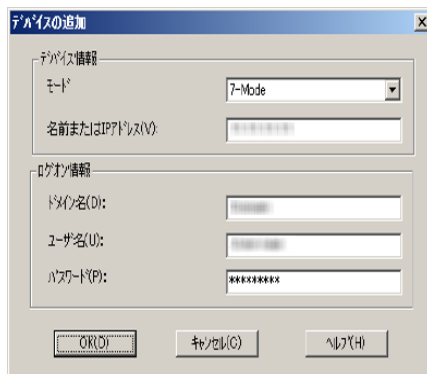 デバイスの追加
デバイス情報
モード
7-Mode
名前またはIPアドレス(V):
ログオン情報
ドメイン名(D):
ユーザ名(U):
パスワード(P):
*********
OK(O)
キャンセル(C)
ヘルプ(H)